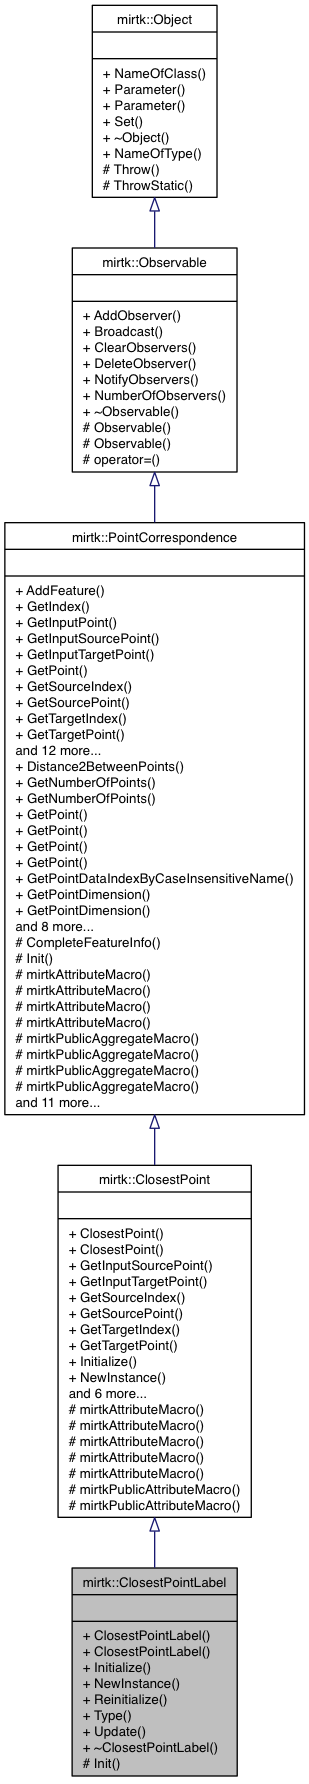 mirtk::Object
+ NameOfClass()
+ Parameter()
+ Parameter()
+ Set()
+ ~Object()
+ NameOfType()
# Throw()
# ThrowStatic()
mirtk::Observable
+ AddObserver()
+ Broadcast()
+ ClearObservers()
+ DeleteObserver()
+ NotifyObservers()
+ NumberOfObservers()
+ ~Observable()
# Observable()
# Observable()
# operator=()
mirtk::PointCorrespondence
+ AddFeature()
+ GetIndex()
+ GetInputPoint()
+ GetInputSourcePoint()
+ GetInputTargetPoint()
+ GetPoint()
+ GetSourceIndex()
+ GetSourcePoint()
+ GetTargetIndex()
+ GetTargetPoint()
and 12 more...
+ Distance2BetweenPoints()
+ GetNumberOfPoints()
+ GetNumberOfPoints()
+ GetPoint()
+ GetPoint()
+ GetPoint()
+ GetPoint()
+ GetPointDataIndexByCaseInsensitiveName()
+ GetPointDimension()
+ GetPointDimension()
and 8 more...
# CompleteFeatureInfo()
# Init()
# mirtkAttributeMacro()
# mirtkAttributeMacro()
# mirtkAttributeMacro()
# mirtkAttributeMacro()
# mirtkPublicAggregateMacro()
# mirtkPublicAggregateMacro()
# mirtkPublicAggregateMacro()
# mirtkPublicAggregateMacro()
and 11 more...
mirtk::ClosestPoint
+ ClosestPoint()
+ ClosestPoint()
+ GetInputSourcePoint()
+ GetInputTargetPoint()
+ GetSourceIndex()
+ GetSourcePoint()
+ GetTargetIndex()
+ GetTargetPoint()
+ Initialize()
+ NewInstance()
and 6 more...
# mirtkAttributeMacro()
# mirtkAttributeMacro()
# mirtkAttributeMacro()
# mirtkAttributeMacro()
# mirtkAttributeMacro()
# mirtkPublicAttributeMacro()
# mirtkPublicAttributeMacro()
mirtk::ClosestPointLabel
+ ClosestPointLabel()
+ ClosestPointLabel()
+ Initialize()
+ NewInstance()
+ Reinitialize()
+ Type()
+ Update()
+ ~ClosestPointLabel()
# Init()